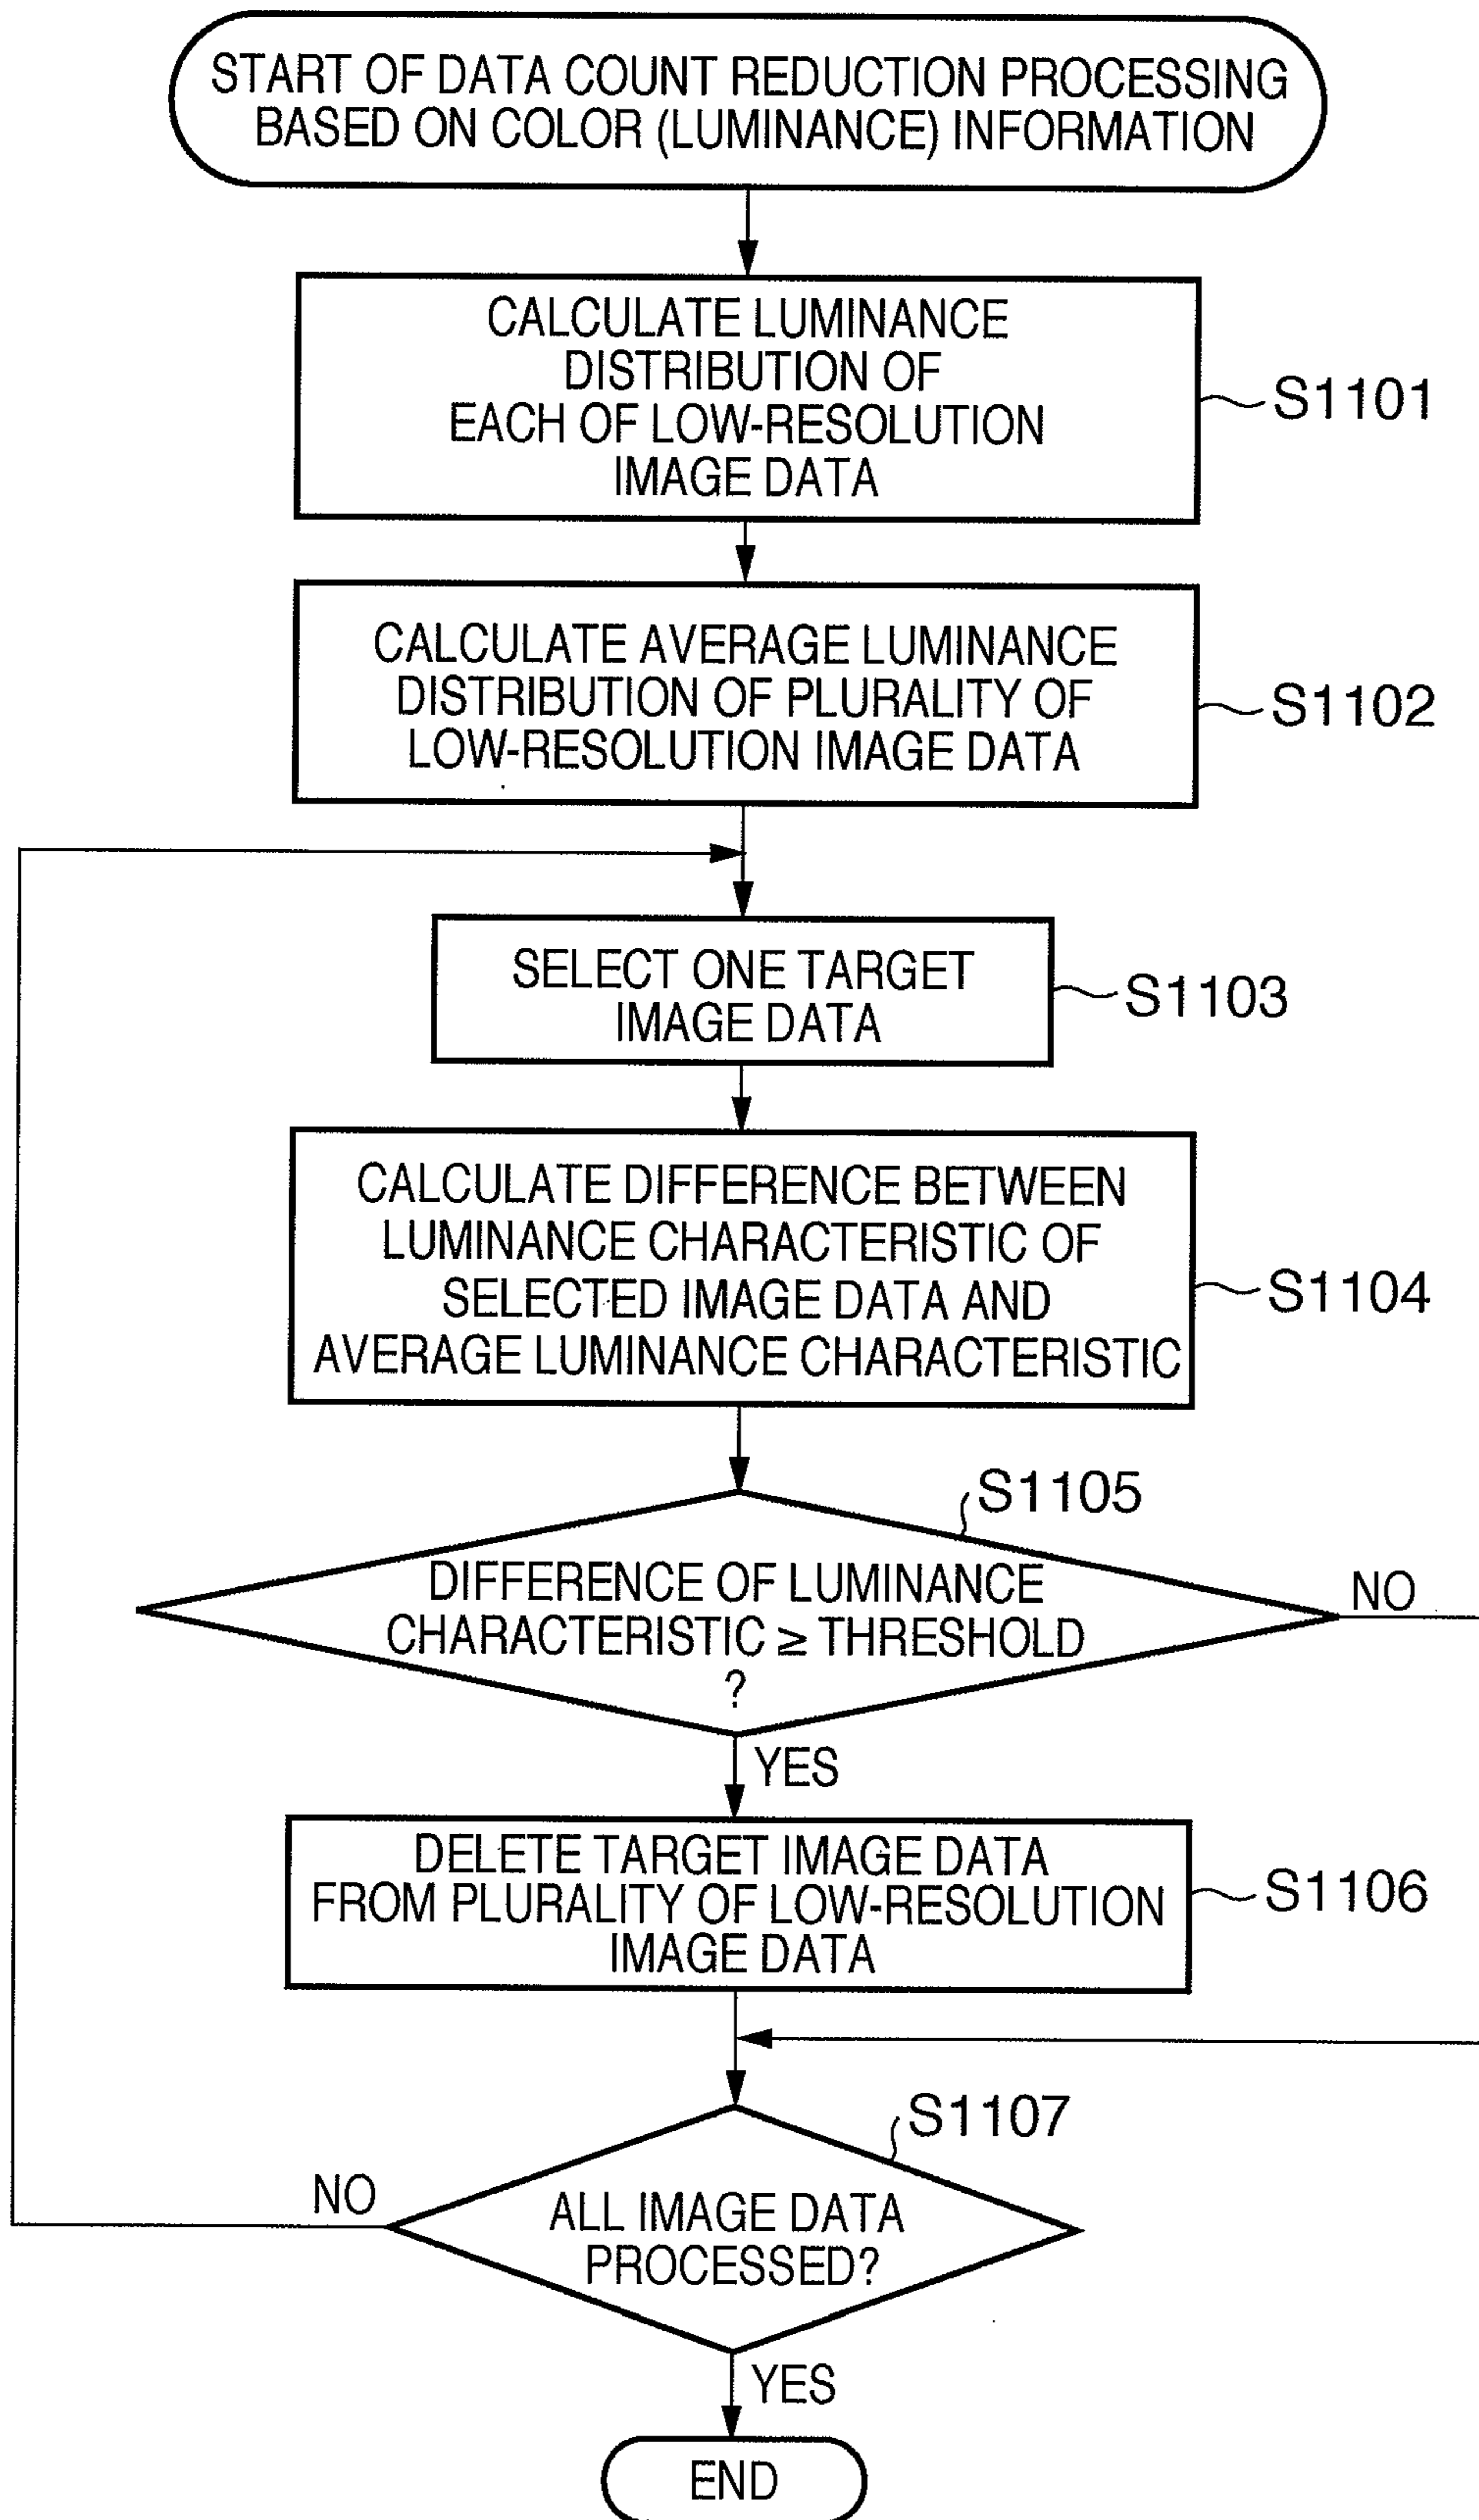 START OF DATA COUNT REDUCTION PROCESSING
BASED ON COLOR (LUMINANCE) INFORMATION
CALCULATE LUMINANCE
DISTRIBUTION OF
EACH OF LOW-RESOLUTION
IMAGE DATA
S1101
CALCULATE AVERAGE LUMINANCE
DISTRIBUTION OF PLURALITY OF
LOW-RESOLUTION IMAGE DATA
S1102
SELECT ONE TARGET
IMAGE DATA
S1103
CALCULATE DIFFERENCE BETWEEN
LUMINANCE CHARACTERISTIC OF
SELECTED IMAGE DATA AND
AVERAGE LUMINANCE CHARACTERISTIC
S1104
S1105
DIFFERENCE OF LUMINANCE
CHARACTERISTIC ≥ THRESHOLD
?
NO
YES
DELETE TARGET IMAGE DATA
FROM PLURALITY OF LOW-RESOLUTION
IMAGE DATA
S1106
S1107
ALL IMAGE DATA
PROCESSED?
NO
YES
END